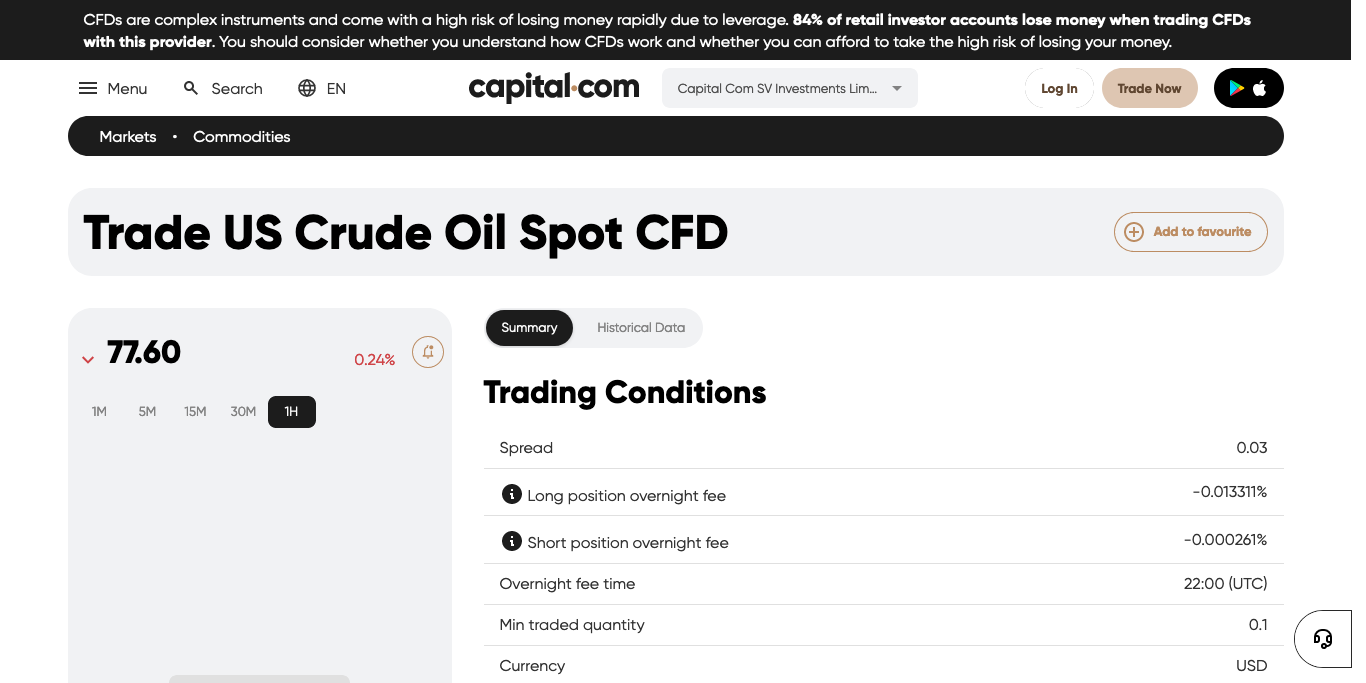 CFDs are complex instruments and come with a high risk of losing money rapidly due to leverage. 84% of retail investor accounts lose money when trading CFDs
with this provider. You should consider whether you understand how CFDs work and whether you can afford to take the high risk of losing your money.
Menu
Search
EN
capital.com
Capital Com SV Investments Lim...
Log In
Trade Now
Markets • Commodities
Trade US Crude Oil Spot CFD
Add to favourite
77.60
0.24%
1M 5M 15M 30M 1H
Summary
Historical Data
Trading Conditions
Spread 0.03
Long position overnight fee -0.013311%
Short position overnight fee -0.000261%
Overnight fee time 22:00 (UTC)
Min traded quantity 0.1
Currency USD